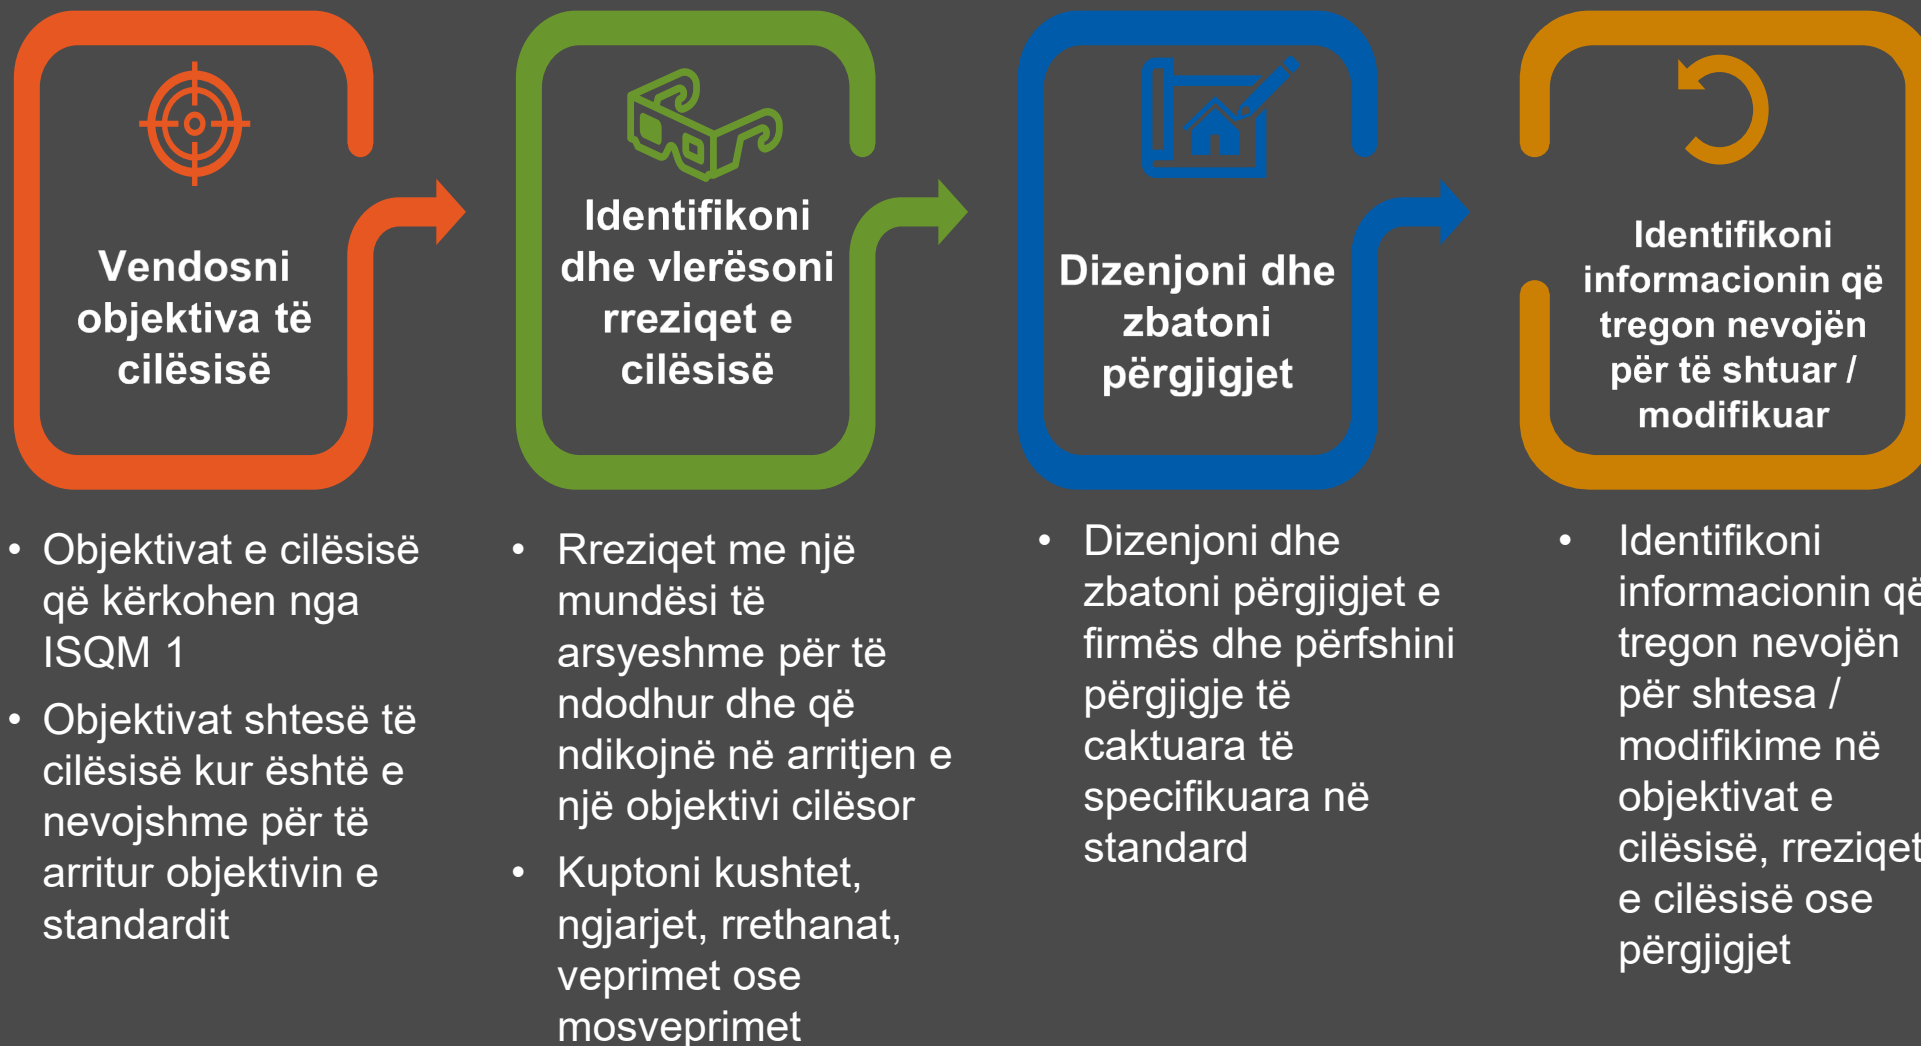 Vendosni
objektiva të
cilësisë
Identifikoni
dhe vlerësoni
rreziqet e
cilësisë
Dizenjoni dhe
zbatoni
përgjigjet
Identifikoni
informacionin që
tregon nevojën
për të shtuar /
modifikuar
• Objektivat e cilësisë
që kërkohen nga
ISQM 1
• Objektivat shtesë të
cilësisë kur është e
nevojshme për të
arritur objektivin e
standardit
• Rreziqet me një
mundësi të
arsyeshme për të
ndodhur dhe që
ndikojnë në arritjen e
një objektivi cilësor
• Kuptoni kushtet,
ngjarjet, rrethanat,
veprimet ose
mosveprimet
• Dizenjoni dhe
zbatoni përgjigjet e
firmës dhe përfshini
përgjigje të
caktuara të
specifikuara në
standard
• Identifikoni
informacionin që
tregon nevojën
për shtesa /
modifikime në
objektivat e
cilësisë, rreziqet
e cilësisë ose
përgjigjet